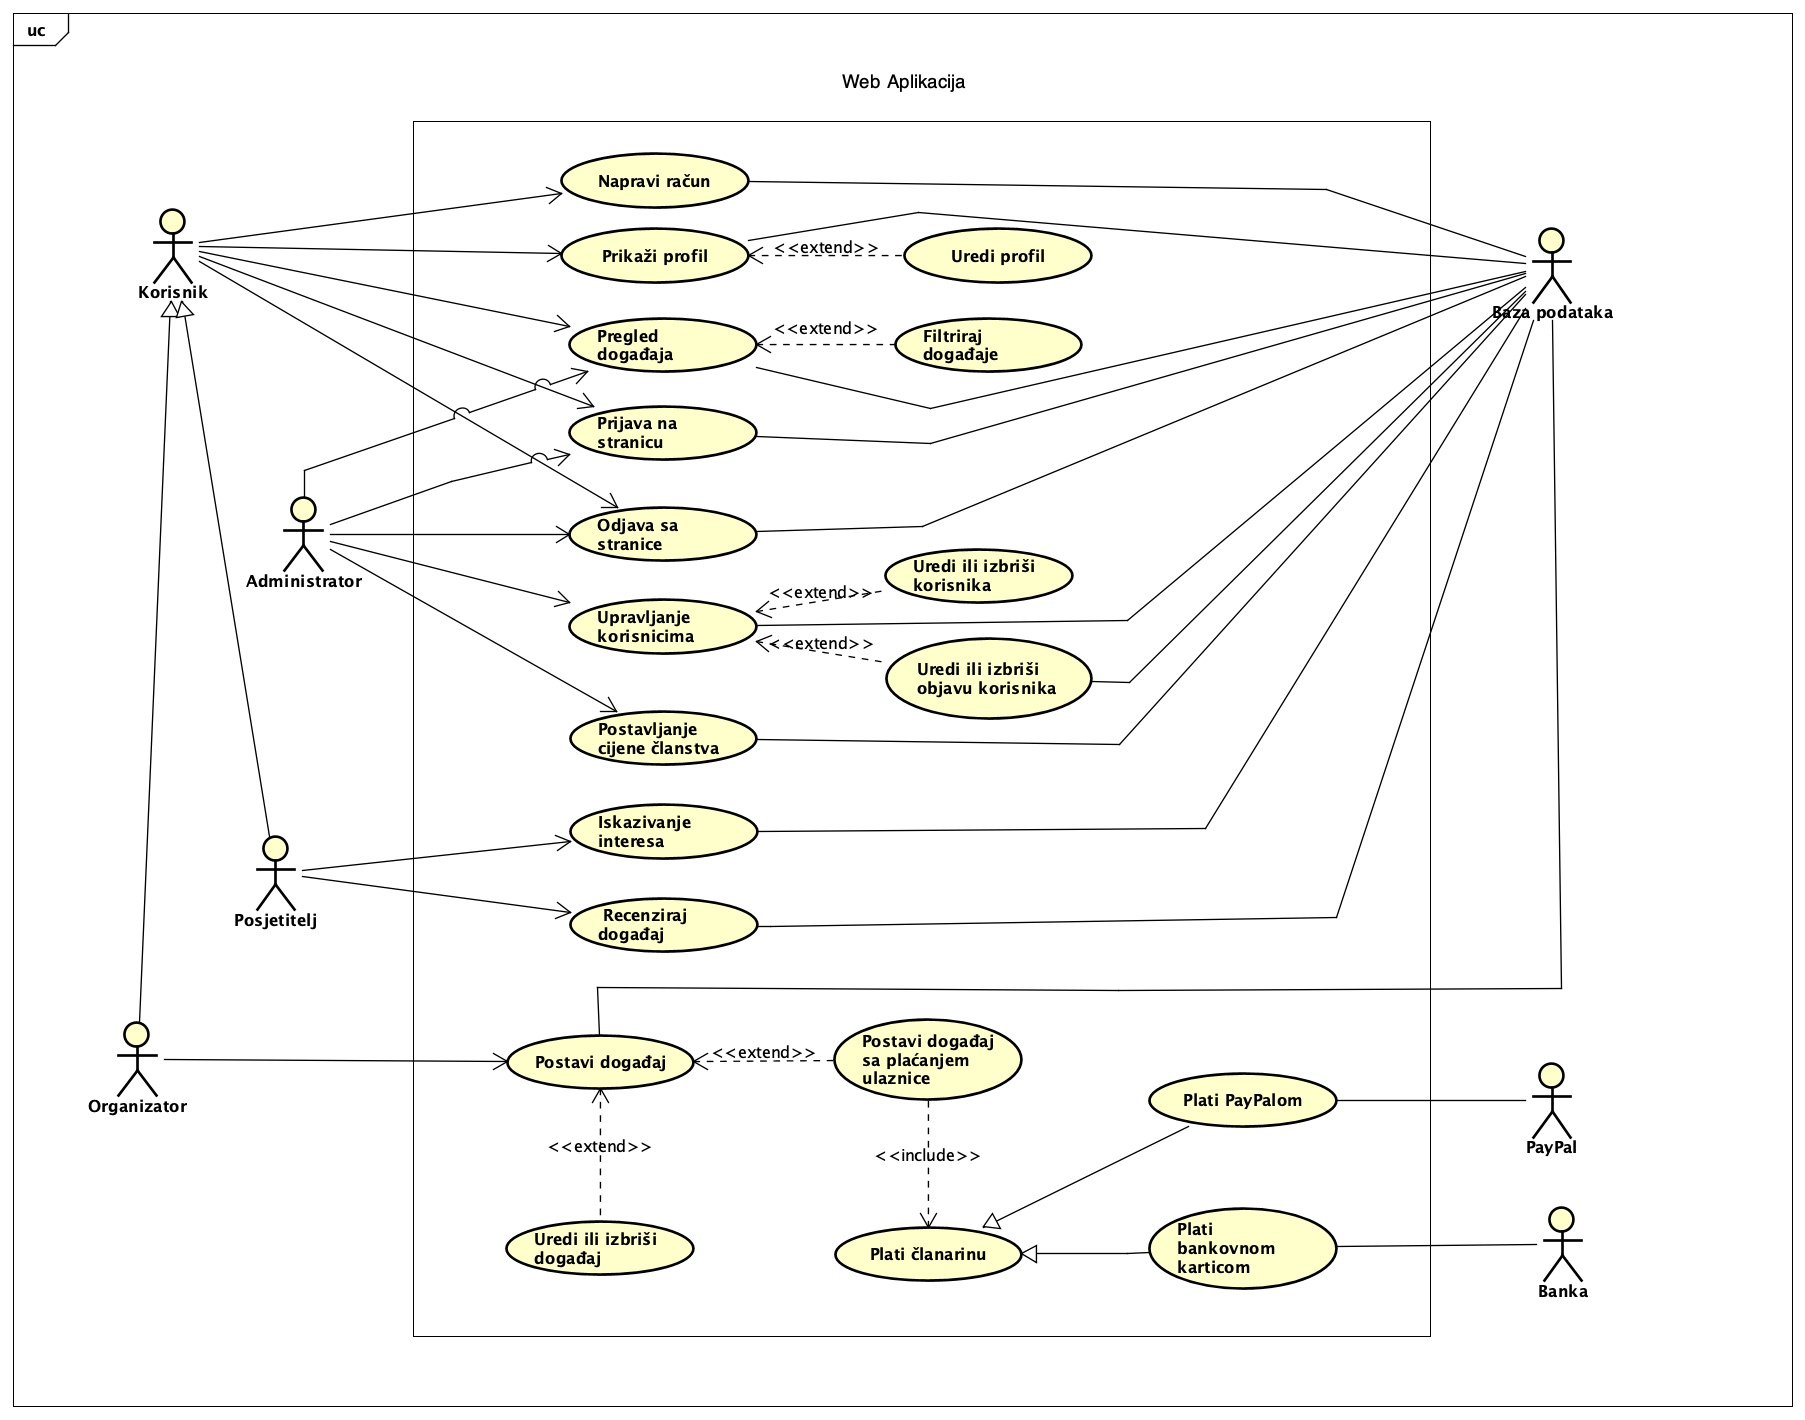 uc
Web Aplikacija
Napravi račun
Prikaži profil
<<extend>>
Uredi profil
Korisnik
Baza podataka
Pregled
događaja
<<extend>>
Filtriraj
događaje
Prijava na
stranicu
Odjava sa
stranice
Administrator
Uredi ili izbriši
korisnika
<<extend>>
Upravljanje
korisnicima
<<extend>>
Uredi ili izbriši
objavu korisnika
Postavljanje
cijene članstva
Iskazivanje
interesa
Posjetitelj
Recenziraj
događaj
Organizator
Postavi događaj
<<extend>>
Postavi događaj
sa plaćanjem
ulaznice
Plati PayPalom
PayPal
<<extend>>
<<include>>
Uredi ili izbriši
događaj
Plati članarinu
Plati
bankovnom
karticom
Banka